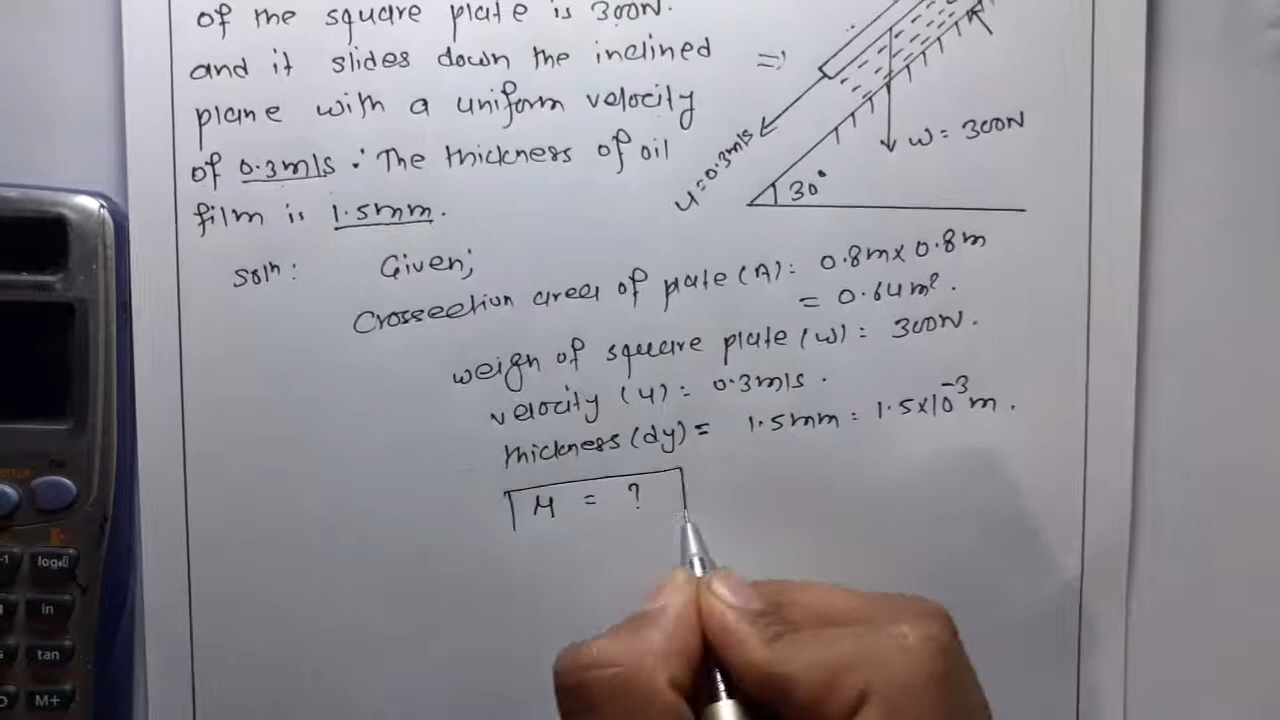 of the square plate is 300N.
and it slides down the inclined
plane with a uniform velocity
of 0.3m/s. The thickness of oil
film is 1.5mm.
=>
u = 0.3m/s
w = 300N
30°
Solⁿ: Given;
Crossection area of plate (A): 0.8m x 0.8m
= 0.64m².
weigh of square plate (w) = 300N.
velocity (u) = 0.3m/s.
thickness (dy) = 1.5mm = 1.5x10⁻³m.
μ = ?
log
ln
tan
M+